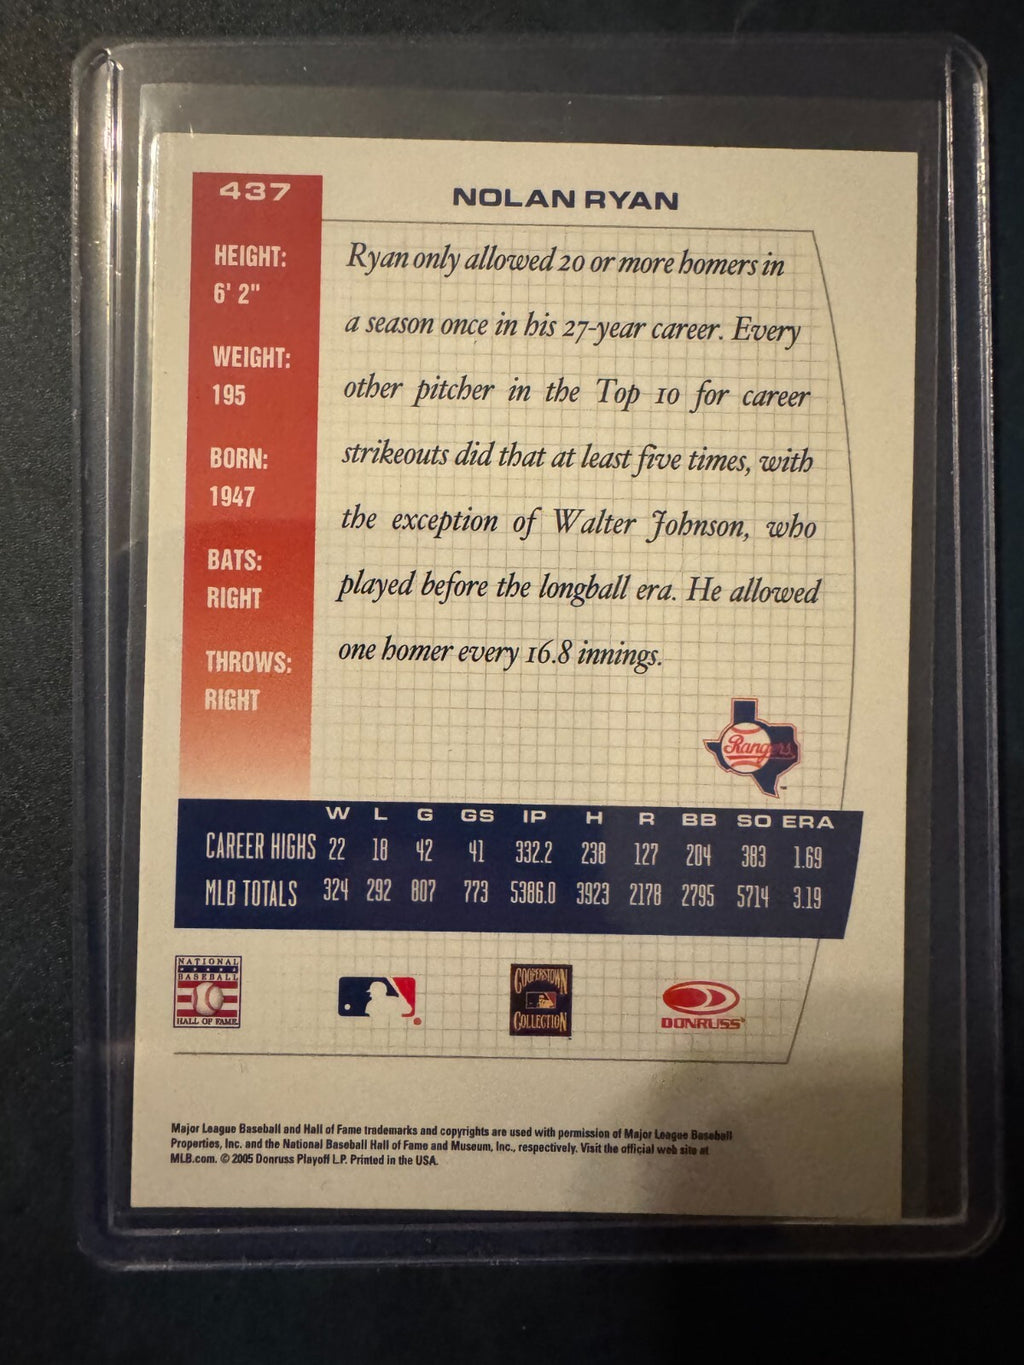 437
NOLAN RYAN
HEIGHT:
6' 2"
WEIGHT:
195
BORN:
1947
BATS:
RIGHT
THROWS:
RIGHT
Ryan only allowed 20 or more homers in
a season once in his 27-year career. Every
other pitcher in the Top 10 for career
strikeouts did that at least five times, with
the exception of Walter Johnson, who
played before the longball era. He allowed
one homer every 16.8 innings.
Rangers
W L G GS IP H R BB SO ERA
CAREER HIGHS 22 18 42 41 332.2 238 127 204 383 1.69
MLB TOTALS 324 292 807 773 5386.0 3923 2178 2795 5714 3.19
NATIONAL
BASEBALL
HALL OF FAME
COOPERSTOWN
COLLECTION
DONRUSS
Major League Baseball and Hall of Fame trademarks and copyrights are used with permission of Major League Baseball
Properties, Inc. and the National Baseball Hall of Fame and Museum, Inc., respectively. Visit the official web site at
MLB.com. © 2005 Donruss Playoff L.P. Printed in the USA.